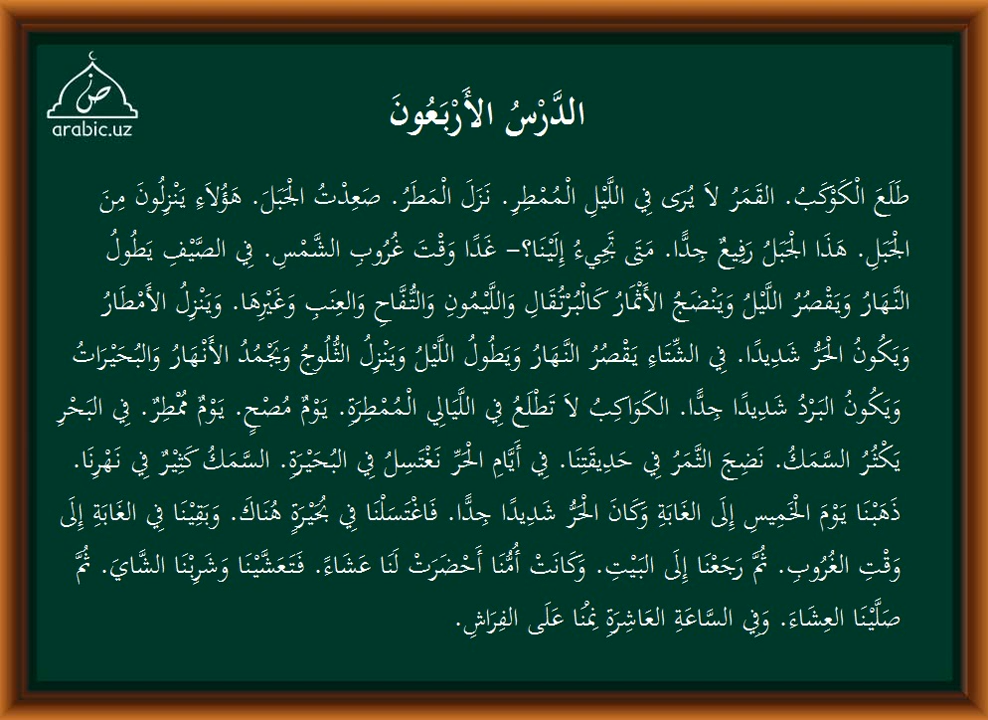 ض
arabic.uz
الدَّرْسُ الأَرْبَعُونَ
طَلَعَ الْكَوْكَبُ. القَمَرُ لاَ يُرَى فِي اللَّيْلِ الْمُمْطِرِ. نَزَلَ الْمَطَرُ. صَعِدْتُ الْجَبَلَ. هَؤُلاَءِ يَنْزِلُونَ مِنَ
الْجَبَلِ. هَذَا الْجَبَلُ رَفِيعٌ جِدًّا. مَتَى تَجِيءُ إِلَيْنَا؟– غَدًا وَقْتَ غُرُوبِ الشَّمْسِ. فِي الصَّيْفِ يَطُولُ
النَّهَارُ وَيَقْصُرُ اللَّيْلُ وَيَنْضَجُ الأَثْمَارُ كَالْبُرْتُقَالِ وَاللَّيْمُونِ وَالتُّفَّاحِ وَالعِنَبِ وَغَيْرِهَا. وَيَنْزِلُ الأَمْطَارُ
وَيَكُونُ الْحَرُّ شَدِيدًا. فِي الشِّتَاءِ يَقْصُرُ النَّهَارُ وَيَطُولُ اللَّيْلُ وَيَنْزِلُ الثُّلُوجُ وَيَجْمُدُ الأَنْهَارُ وَالبُحَيْرَاتُ
وَيَكُونُ البَرْدُ شَدِيدًا جِدًّا. الكَوَاكِبُ لاَ تَطْلَعُ فِي اللَّيَالِي الْمُمْطِرَةِ. يَوْمٌ مُصْحٍ. يَوْمٌ مُمْطِرٌ. فِي البَحْرِ
يَكْثُرُ السَّمَكُ. نَضِجَ الثَّمَرُ فِي حَدِيقَتِنَا. فِي أَيَّامِ الْحَرِّ نَغْتَسِلُ فِي البُحَيْرَةِ. السَّمَكُ كَثِيْرٌ فِي نَهْرِنَا.
ذَهَبْنَا يَوْمَ الْخَمِيسِ إِلَى الغَابَةِ وَكَانَ الْحَرُّ شَدِيدًا جِدًّا. فَاغْتَسَلْنَا فِي بُحَيْرَةٍ هُنَاكَ. وَبَقِيْنَا فِي الغَابَةِ إِلَى
وَقْتِ الغُرُوبِ. ثُمَّ رَجَعْنَا إِلَى البَيْتِ. وَكَانَتْ أُمُّنَا أَحْضَرَتْ لَنَا عَشَاءً. فَتَعَشَّيْنَا وَشَرِبْنَا الشَّايَ. ثُمَّ
صَلَّيْنَا العِشَاءَ. وَفِي السَّاعَةِ العَاشِرَةِ نِمْنَا عَلَى الفِرَاشِ.